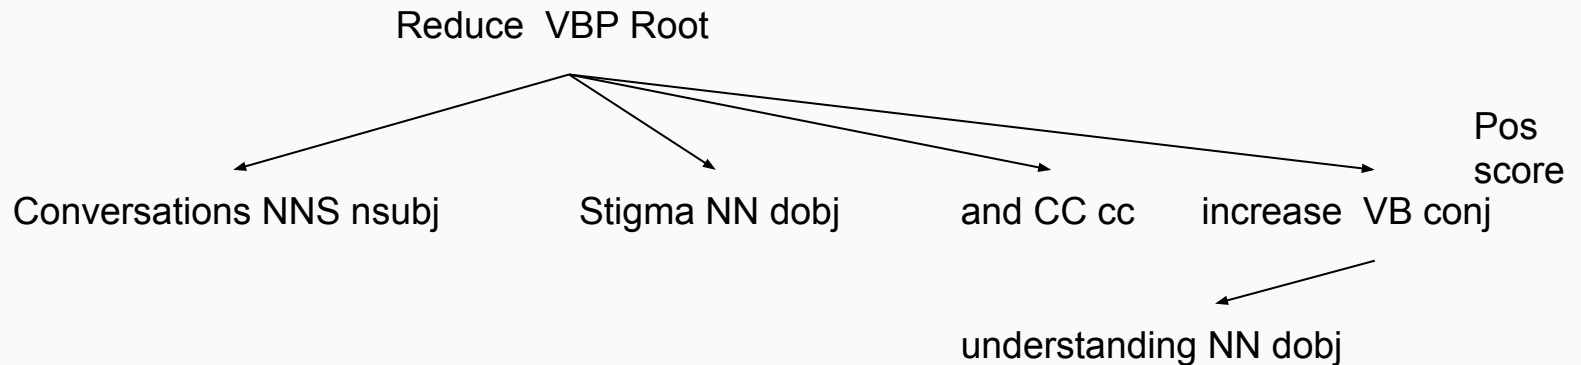 Reduce VBP Root
Pos
score
Conversations NNS nsubj
Stigma NN dobj
and CC cc
increase VB conj
understanding NN dobj